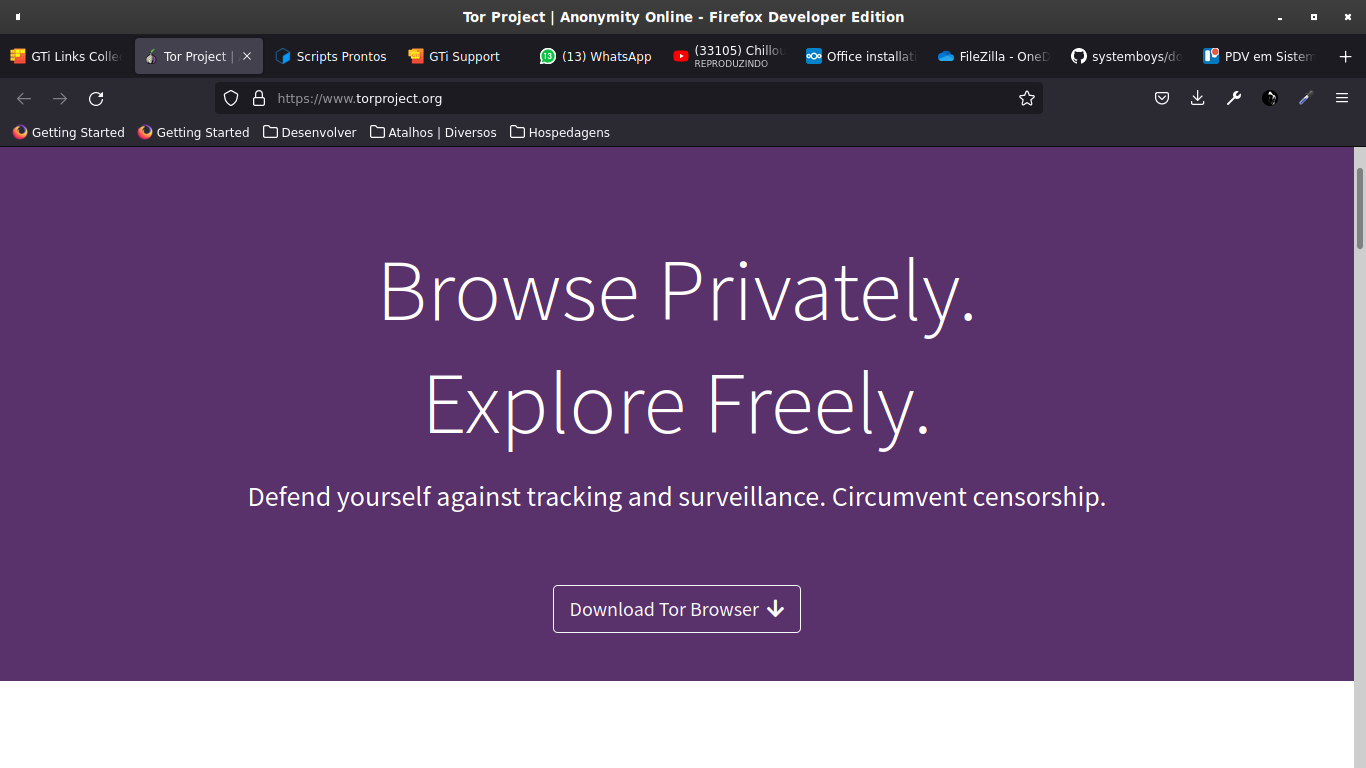 Tor Project | Anonymity Online - Firefox Developer Edition
GTi Links Collec
Tor Project |
Scripts Prontos
GTi Support
13
(13) WhatsApp
(33105) Chillou
REPRODUZINDO
Office installati
FileZilla - OneD
systemboys/do
PDV em Sistem
https://www.torproject.org
Getting Started
Getting Started
Desenvolver
Atalhos | Diversos
Hospedagens
Browse Privately.
Explore Freely.
Defend yourself against tracking and surveillance. Circumvent censorship.
Download Tor Browser